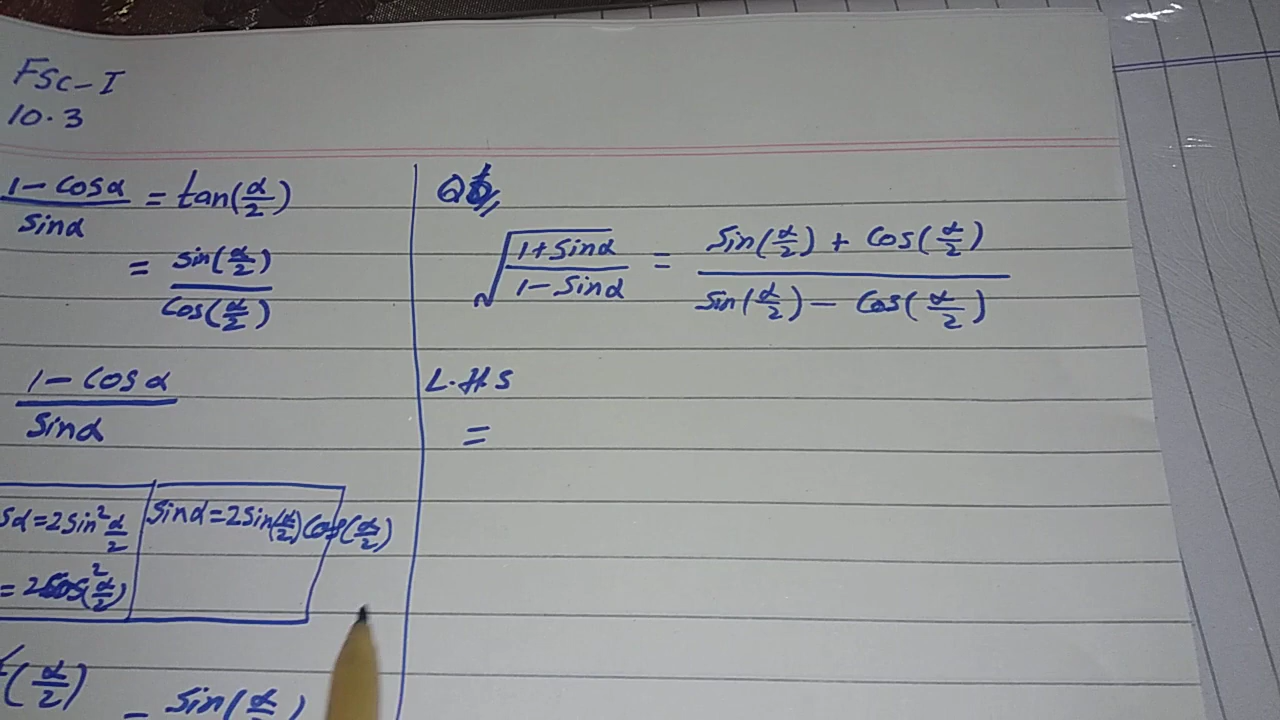 FSc-I
10.3
1-Cosα / Sinα = tan(α/2)
= sin(α/2) / Cos(α/2)
1-Cosα / Sinα
sα=2sin²α/2
= 2cos²(α/2)
Sinα=2Sin(α/2)Cos(α/2)
(α/2)
= Sin(α/2)
√(1+Sinα / 1-Sinα) = Sin(α/2) + Cos(α/2) / Sin(α/2) - Cos(α/2)
L.H.S
=